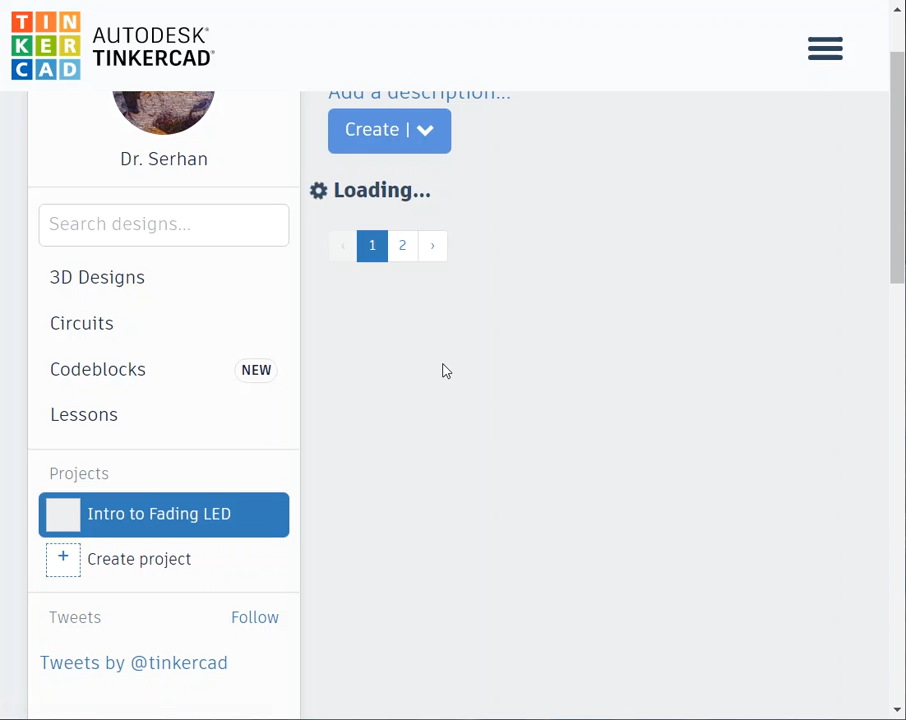 TIN
KER
CAD
AUTODESK®
TINKERCAD®
Add a description...
Create |
Dr. Serhan
Loading...
Search designs...
‹ 1 2 ›
3D Designs
Circuits
Codeblocks NEW
Lessons
Projects
Intro to Fading LED
+ Create project
Tweets Follow
Tweets by @tinkercad